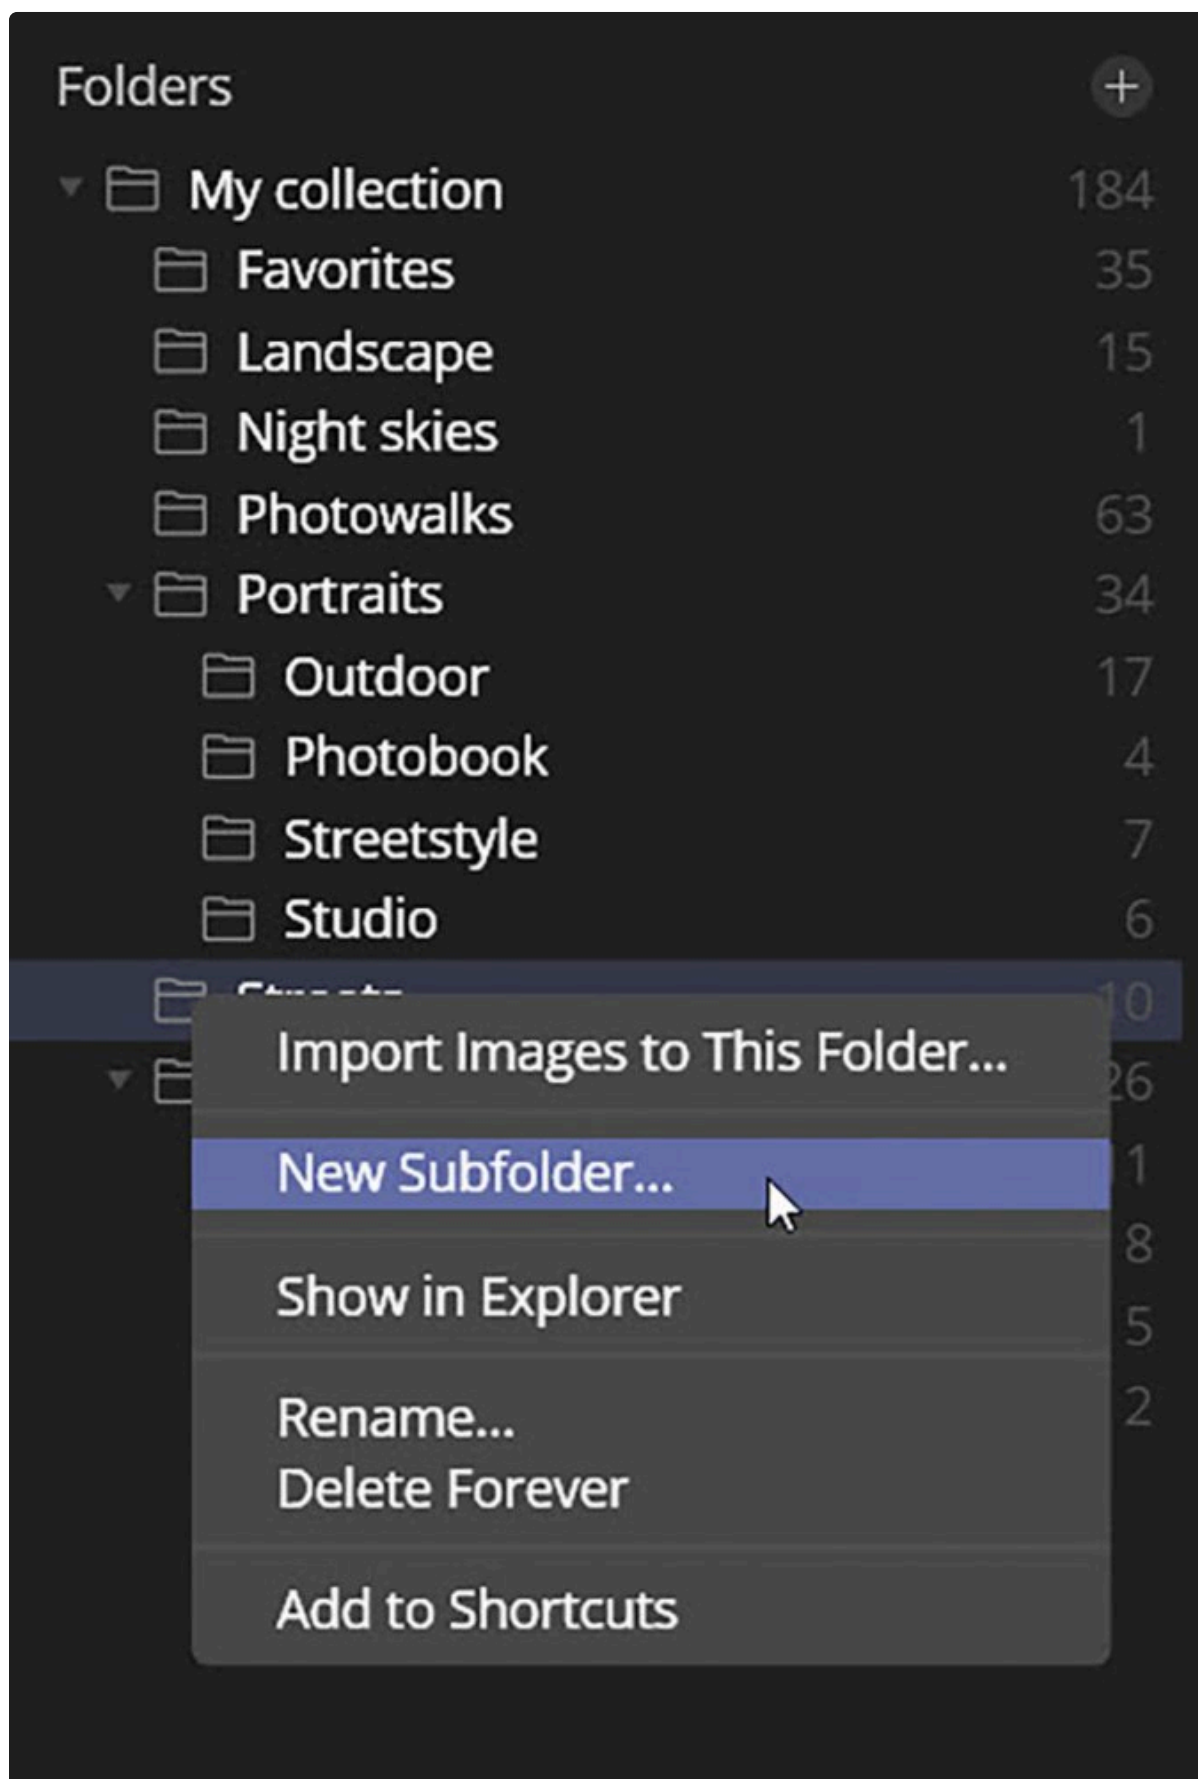 Folders
My collection 184
Favorites 35
Landscape 15
Night skies 1
Photowalks 63
Portraits 34
Outdoor 17
Photobook 4
Streetstyle 7
Studio 6
Streets 10
Import Images to This Folder...
26
New Subfolder...
1
8
Show in Explorer
5
Rename...
2
Delete Forever
Add to Shortcuts